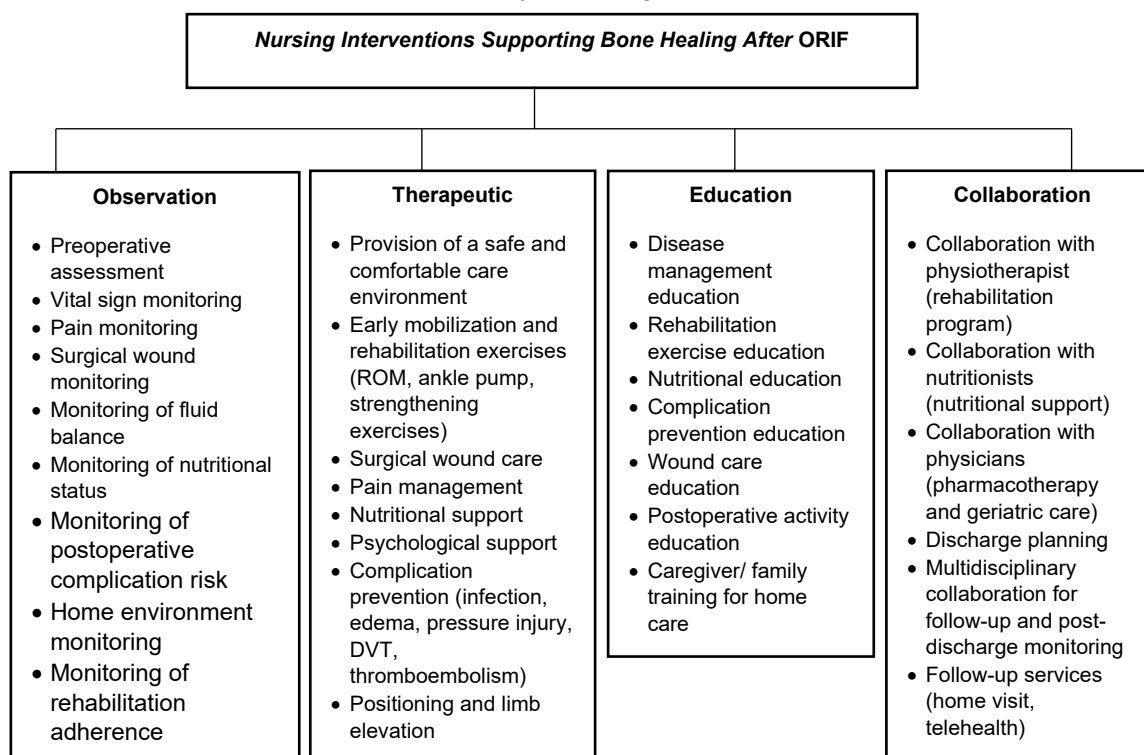 Nursing Interventions Supporting Bone Healing After ORIF
Observation
• Preoperative
assessment
• Vital sign monitoring
• Pain monitoring
• Surgical wound
monitoring
• Monitoring of fluid
balance
• Monitoring of nutritional
status
• Monitoring of
postoperative
complication risk
• Home environment
monitoring
• Monitoring of
rehabilitation
adherence
Therapeutic
• Provision of a safe and
comfortable care
environment
• Early mobilization and
rehabilitation exercises
(ROM, ankle pump,
strengthening
exercises)
• Surgical wound care
• Pain management
• Nutritional support
• Psychological support
• Complication
prevention (infection,
edema, pressure injury,
DVT,
thromboembolism)
• Positioning and limb
elevation
Education
• Disease
management
education
• Rehabilitation
exercise education
• Nutritional education
• Complication
prevention education
• Wound care
education
• Postoperative activity
education
• Caregiver/ family
training for home
care
Collaboration
• Collaboration with
physiotherapist
(rehabilitation
program)
• Collaboration with
nutritionists
(nutritional support)
• Collaboration with
physicians
(pharmacotherapy
and geriatric care)
• Discharge planning
• Multidisciplinary
collaboration for
follow-up and post-
discharge monitoring
• Follow-up services
(home visit,
telehealth)